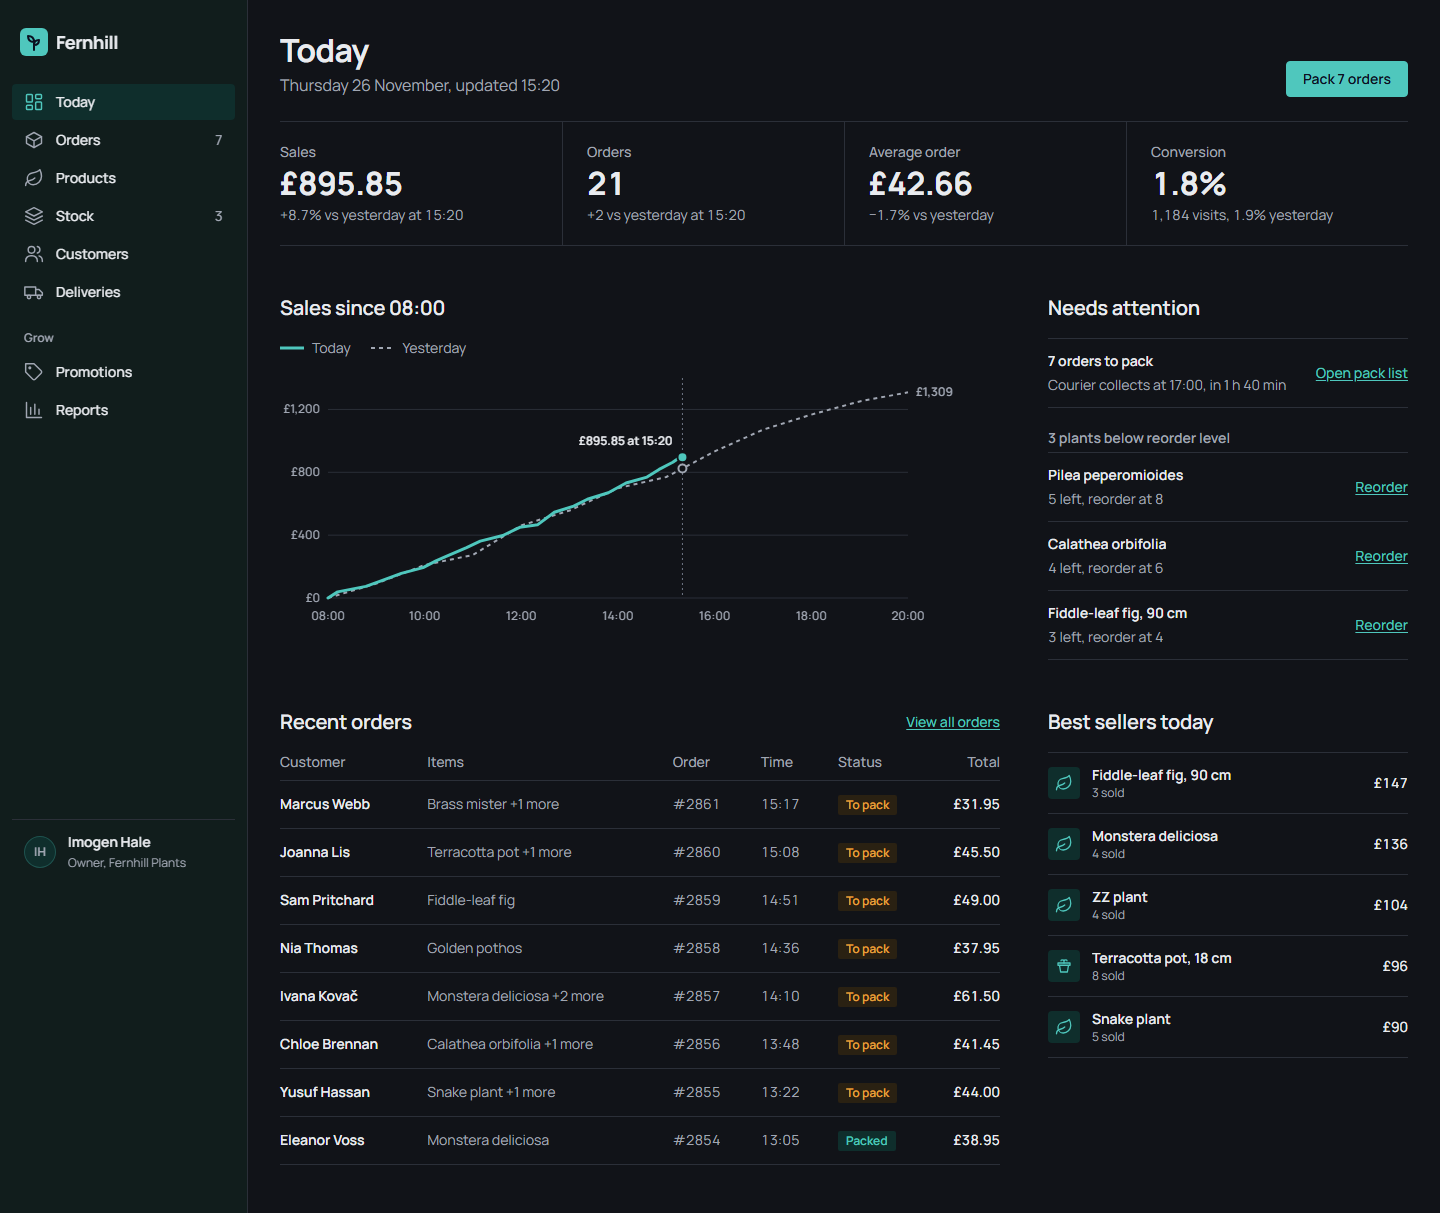 Fernhill
Today
Orders 7
Products
Stock 3
Customers
Deliveries
Grow
Promotions
Reports
IH
Imogen Hale
Owner, Fernhill Plants
Today
Thursday 26 November, updated 15:20
Pack 7 orders
Sales
£895.85
+8.7% vs yesterday at 15:20
Orders
21
+2 vs yesterday at 15:20
Average order
£42.66
−1.7% vs yesterday
Conversion
1.8%
1,184 visits, 1.9% yesterday
Sales since 08:00
Today Yesterday
£1,309
£1,200
£895.85 at 15:20
£800
£400
£0
08:00 10:00 12:00 14:00 16:00 18:00 20:00
Needs attention
7 orders to pack
Courier collects at 17:00, in 1 h 40 min
Open pack list
3 plants below reorder level
Pilea peperomioides
5 left, reorder at 8
Reorder
Calathea orbifolia
4 left, reorder at 6
Reorder
Fiddle-leaf fig, 90 cm
3 left, reorder at 4
Reorder
Recent orders
View all orders
Customer Items Order Time Status Total
Marcus Webb Brass mister +1 more #2861 15:17 To pack £31.95
Joanna Lis Terracotta pot +1 more #2860 15:08 To pack £45.50
Sam Pritchard Fiddle-leaf fig #2859 14:51 To pack £49.00
Nia Thomas Golden pothos #2858 14:36 To pack £37.95
Ivana Kovač Monstera deliciosa +2 more #2857 14:10 To pack £61.50
Chloe Brennan Calathea orbifolia +1 more #2856 13:48 To pack £41.45
Yusuf Hassan Snake plant +1 more #2855 13:22 To pack £44.00
Eleanor Voss Monstera deliciosa #2854 13:05 Packed £38.95
Best sellers today
Fiddle-leaf fig, 90 cm
3 sold
£147
Monstera deliciosa
4 sold
£136
ZZ plant
4 sold
£104
Terracotta pot, 18 cm
8 sold
£96
Snake plant
5 sold
£90